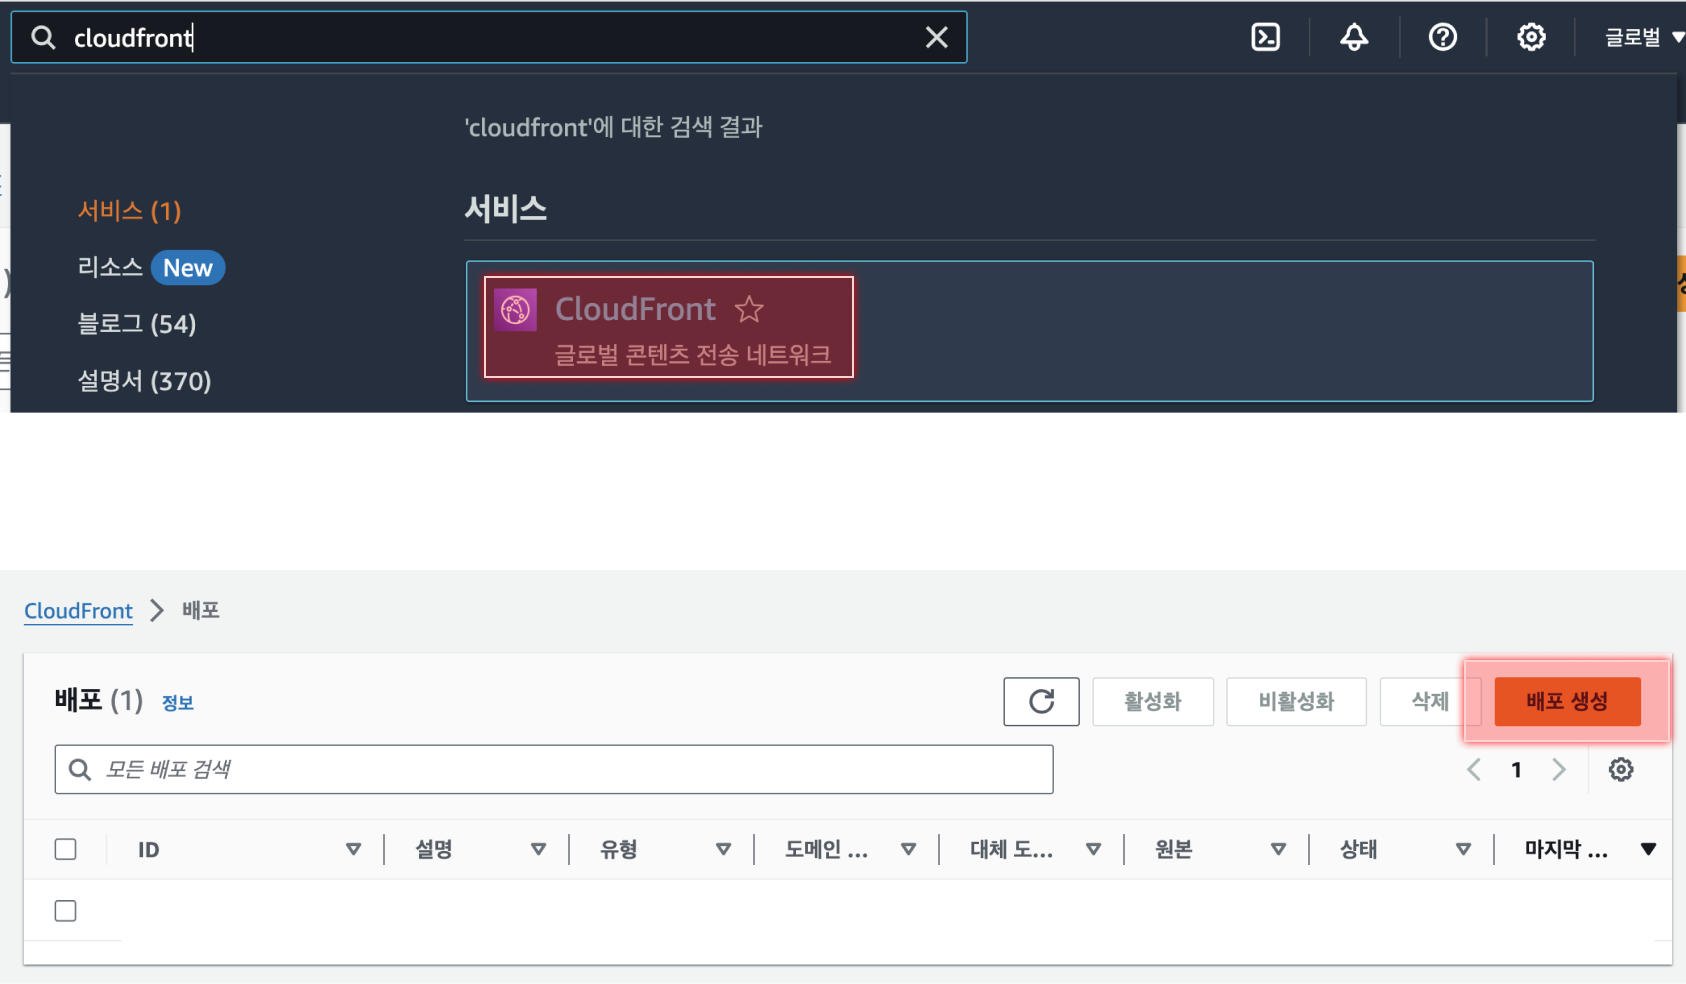 cloudfront
글로벌
'cloudfront'에 대한 검색 결과
서비스 (1)
리소스 New
블로그 (54)
설명서 (370)
서비스
CloudFront
글로벌 콘텐츠 전송 네트워크
CloudFront 배포
배포 (1) 정보
활성화 비활성화 삭제 배포 생성
모든 배포 검색
1
ID 설명 유형 도메인 ... 대체 도... 원본 상태 마지막 ...